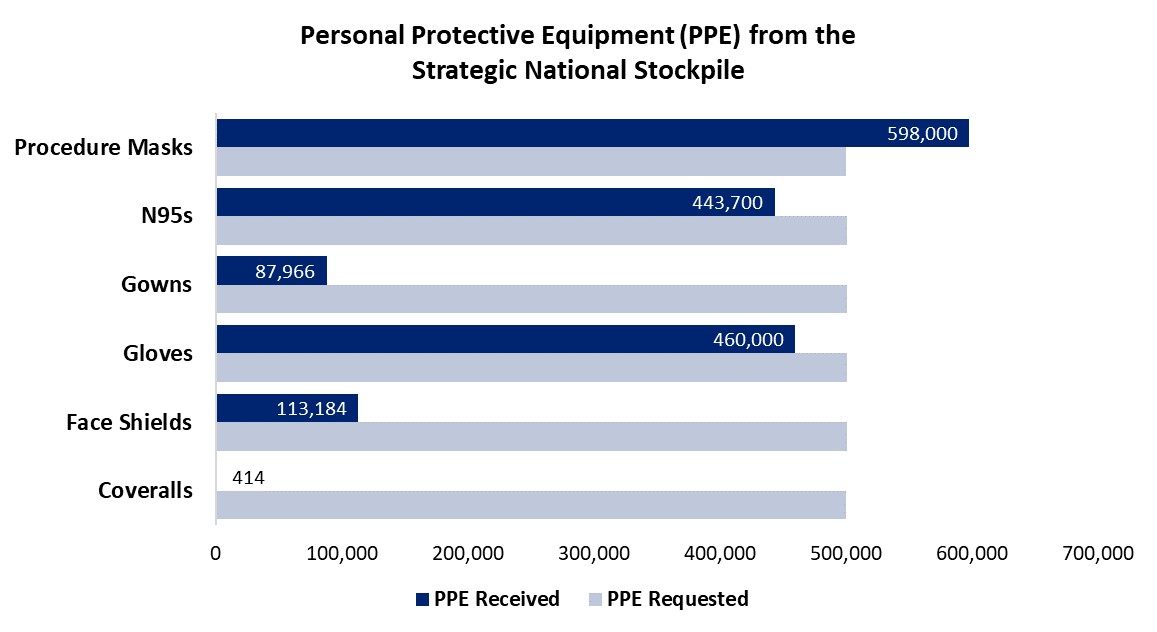 Personal Protective Equipment (PPE) from the
Strategic National Stockpile
Procedure Masks
598,000
N95s
443,700
Gowns
87,966
Gloves
460,000
Face Shields
113,184
Coveralls
414
0 100,000 200,000 300,000 400,000 500,000 600,000 700,000
PPE Received PPE Requested